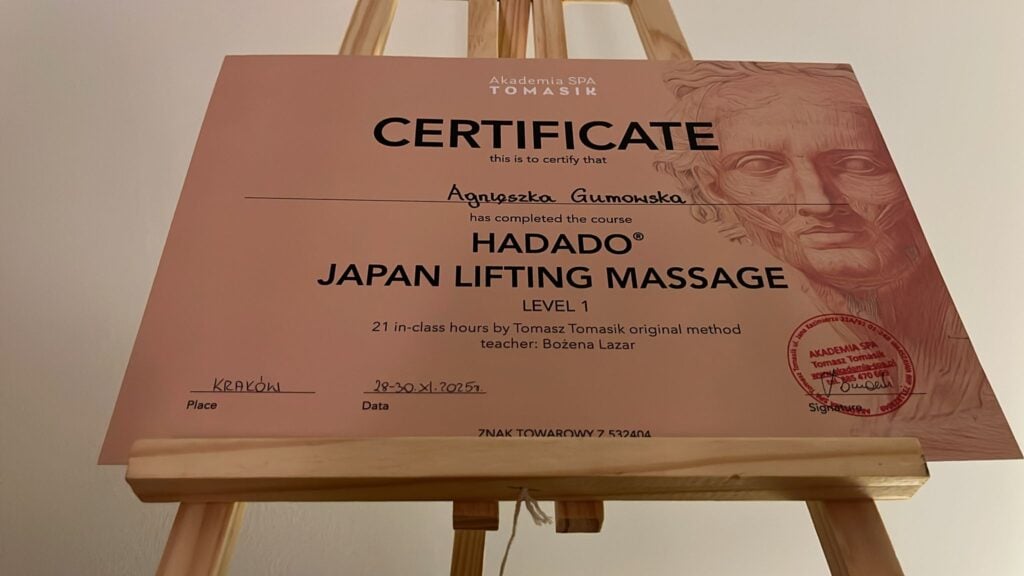 Akademia SPA
TOMASIK
CERTIFICATE
this is to certify that
Agnieszka Gumowska
has completed the course
HADADO®
JAPAN LIFTING MASSAGE
LEVEL 1
21 in-class hours by Tomasz Tomasik original method
teacher: Bożena Lazar
AKADEMIA SPA
Tomasz Tomasik
KRAKÓW
28-30.XI.2025r.
Place
Data
Signature
ZNAK TOWAROWY Z 532404